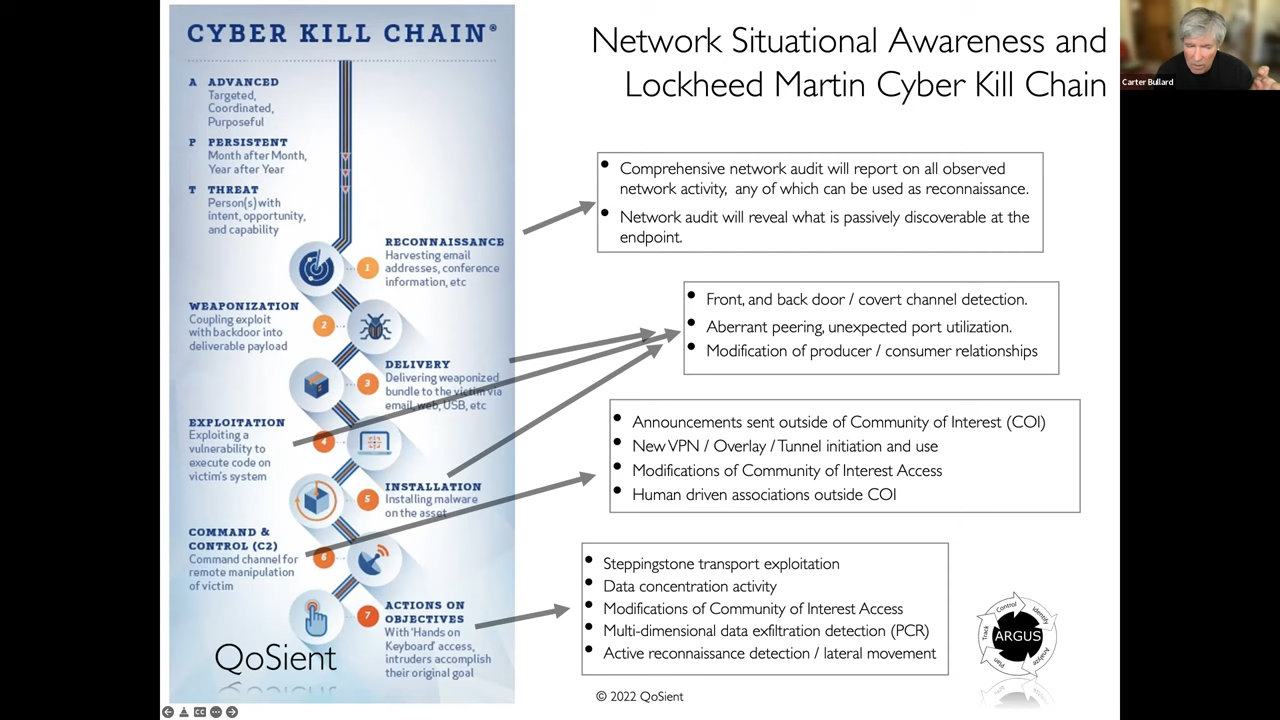 CYBER KILL CHAIN®
A ADVANCED
Targeted,
Coordinated,
Purposeful
P PERSISTENT
Month after Month,
Year after Year
T THREAT
Person(s) with
intent, opportunity,
and capability
RECONNAISSANCE
Harvesting email
addresses, conference
information, etc
1
WEAPONIZATION
Coupling exploit
with backdoor into
deliverable payload
2
DELIVERY
Delivering weaponized
bundle to the victim via
email, web, USB, etc
3
EXPLOITATION
Exploiting a
vulnerability to
execute code on
victim's system
4
INSTALLATION
Installing malware
on the asset
5
COMMAND &
CONTROL (C2)
Command channel for
remote manipulation
of victim
6
ACTIONS ON
OBJECTIVES
With 'Hands on
Keyboard' access,
intruders accomplish
their original goal
7
QoSient
Network Situational Awareness and
Lockheed Martin Cyber Kill Chain
• Comprehensive network audit will report on all observed
network activity, any of which can be used as reconnaissance.
• Network audit will reveal what is passively discoverable at the
endpoint.
• Front, and back door / covert channel detection.
• Aberrant peering, unexpected port utilization.
• Modification of producer / consumer relationships
• Announcements sent outside of Community of Interest (COI)
• New VPN / Overlay / Tunnel initiation and use
• Modifications of Community of Interest Access
• Human driven associations outside COI
• Steppingstone transport exploitation
• Data concentration activity
• Modifications of Community of Interest Access
• Multi-dimensional data exfiltration detection (PCR)
• Active reconnaissance detection / lateral movement
© 2022 QoSient
Control
Identify
Track
ARGUS
Plan
Analyze
Carter Bullard
CC